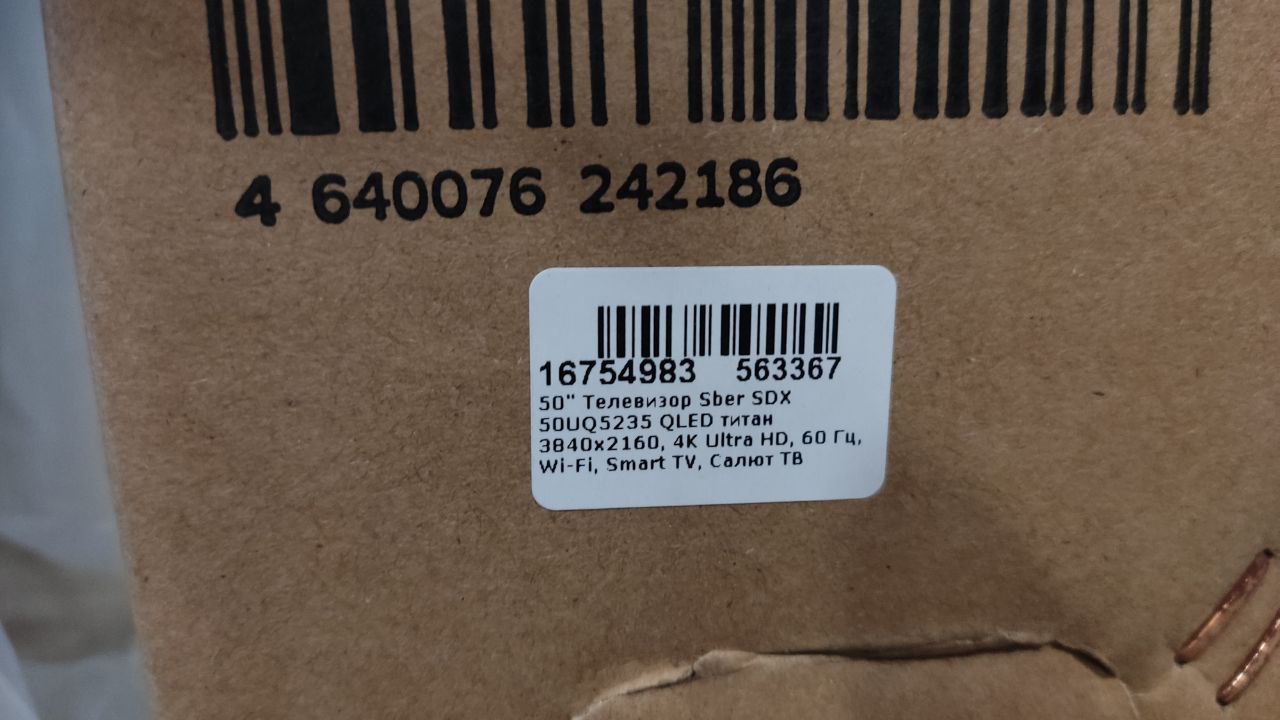 4 640076 242186
16754983 563367
50" Телевизор Sber SDX
50UQ5235 QLED титан
3840x2160, 4K Ultra HD, 60 Гц,
Wi-Fi, Smart TV, Салют ТВ